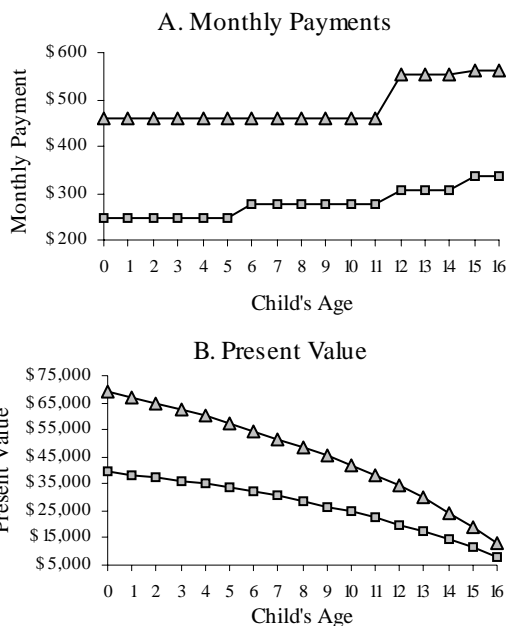 A. Monthly Payments
$600
$500
$400
$300
$200
Monthly Payment
0 1 2 3 4 5 6 7 8 9 10 11 12 13 14 15 16
Child's Age
B. Present Value
$75,000
$65,000
$55,000
$45,000
$35,000
$25,000
$15,000
$5,000
Present Value
0 1 2 3 4 5 6 7 8 9 10 11 12 13 14 15 16
Child's Age